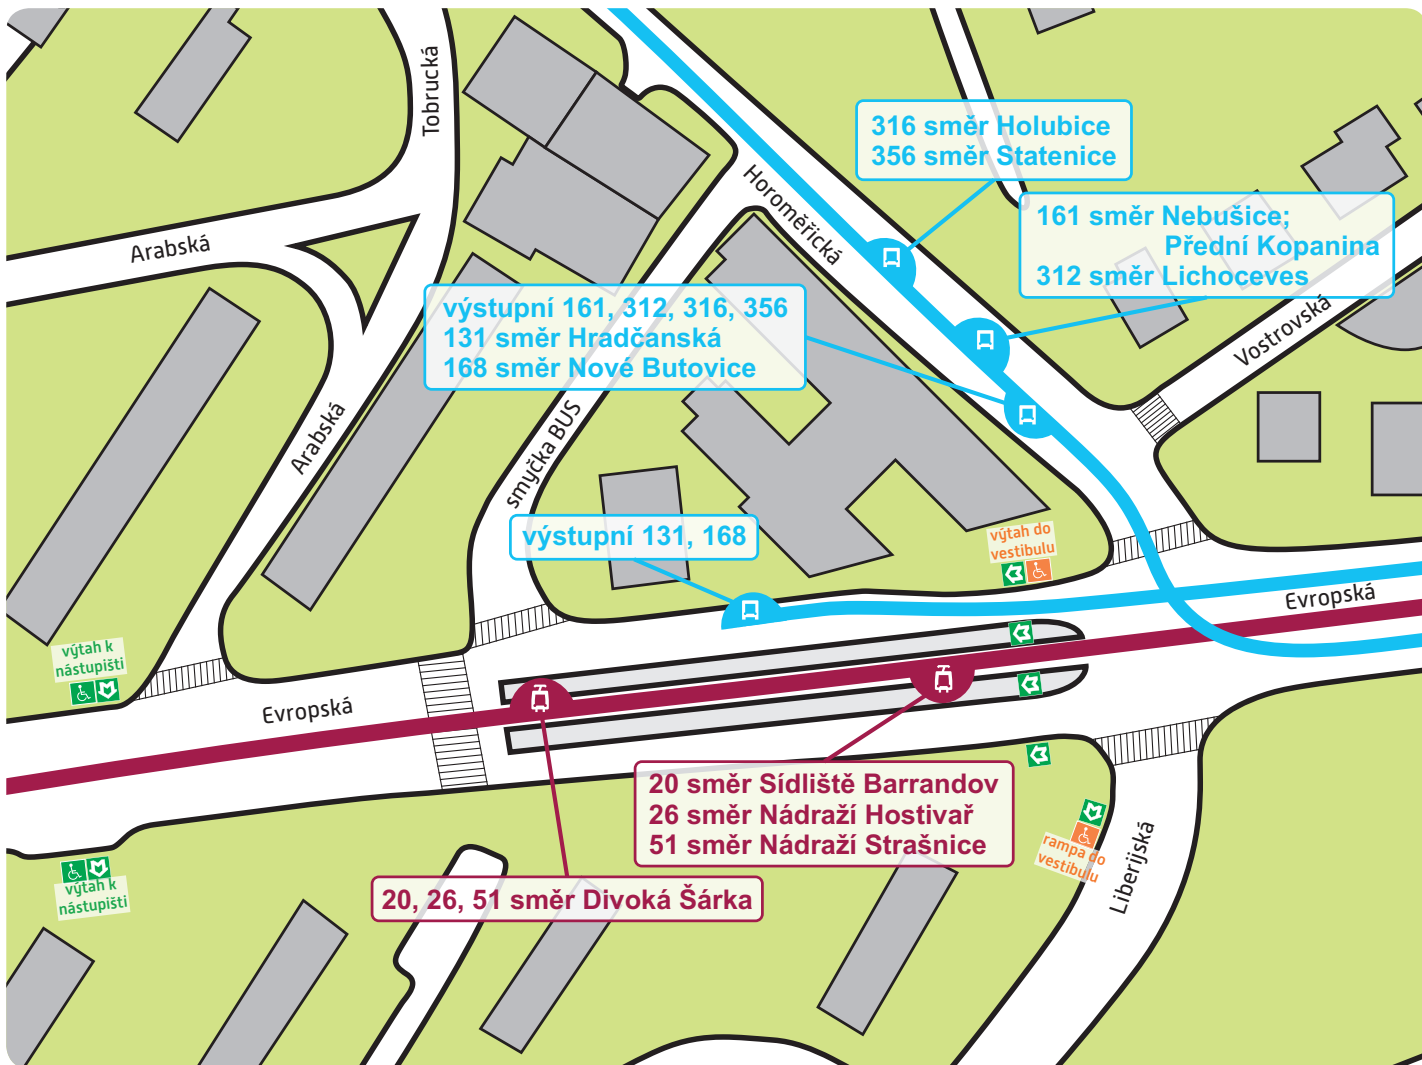 Tobrucká
316 směr Holubice
356 směr Statenice
Horoměřická
161 směr Nebušice;
Přední Kopanina
312 směr Lichoceves
Arabská
výstupní 161, 312, 316, 356
131 směr Hradčanská
168 směr Nové Butovice
Vostrovská
Arabská
smyčka BUS
výstupní 131, 168
výtah do
vestibulu
Evropská
výtah k
nástupišti
Evropská
20 směr Sídliště Barrandov
26 směr Nádraží Hostivař
51 směr Nádraží Strašnice
rampa do
vestibulu
Liberijská
výtah k
nástupišti
20, 26, 51 směr Divoká Šárka